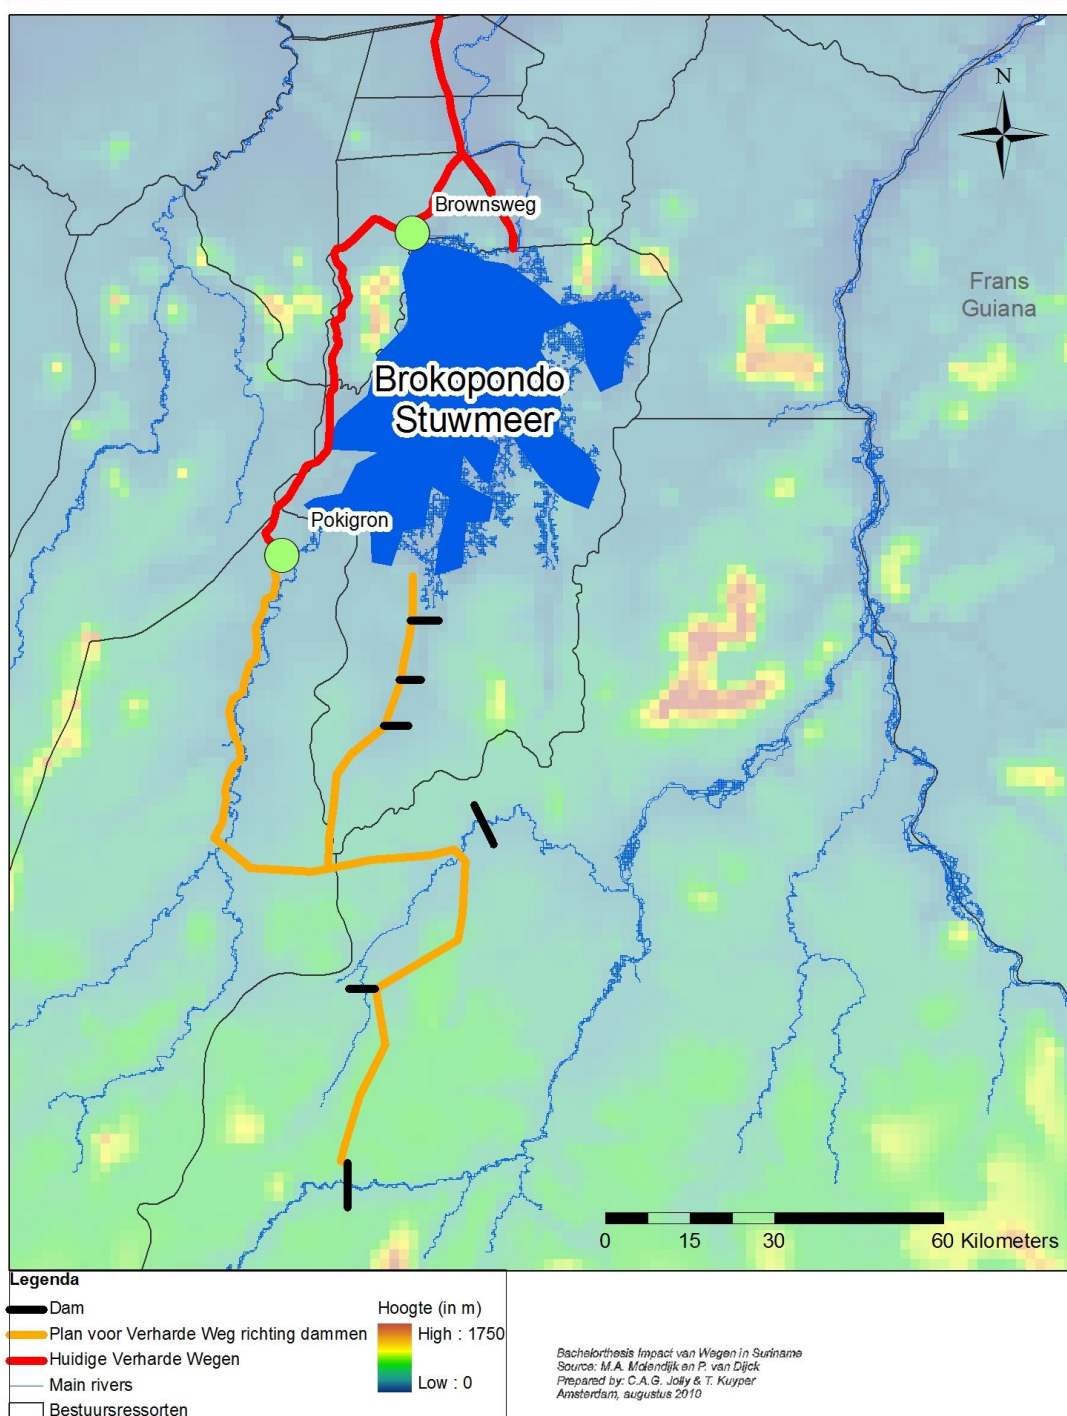 N
Brownsweg
Frans
Guiana
Brokopondo
Stuwmeer
Pokigron
0 15 30 60 Kilometers
Legenda
Dam
Plan voor Verharde Weg richting dammen
Huidige Verharde Wegen
Main rivers
Bestuursressorten
Hoogte (in m)
High : 1750
Low : 0
Bachelorthesis Impact van Wegen in Suriname
Source: M.A. Molendijk en P. van Dijck
Prepared by: C.A.G. Jolly & T. Kuyper
Amsterdam, augustus 2010